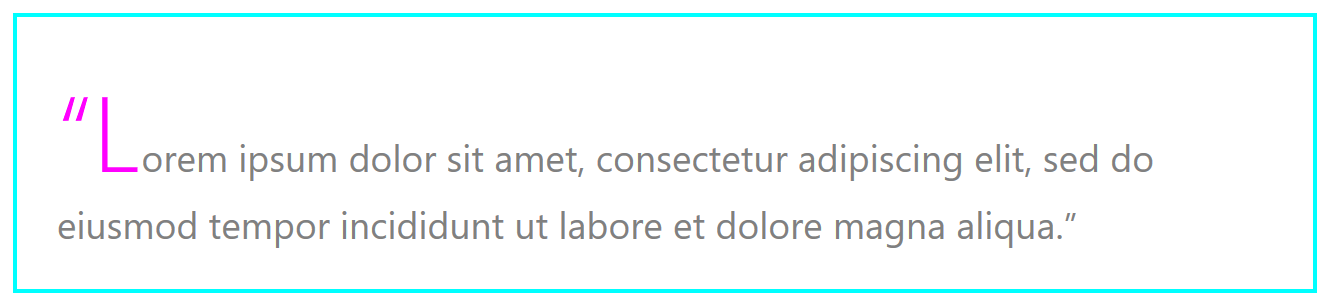 “Lorem ipsum dolor sit amet, consectetur adipiscing elit, sed do
eiusmod tempor incididunt ut labore et dolore magna aliqua.”